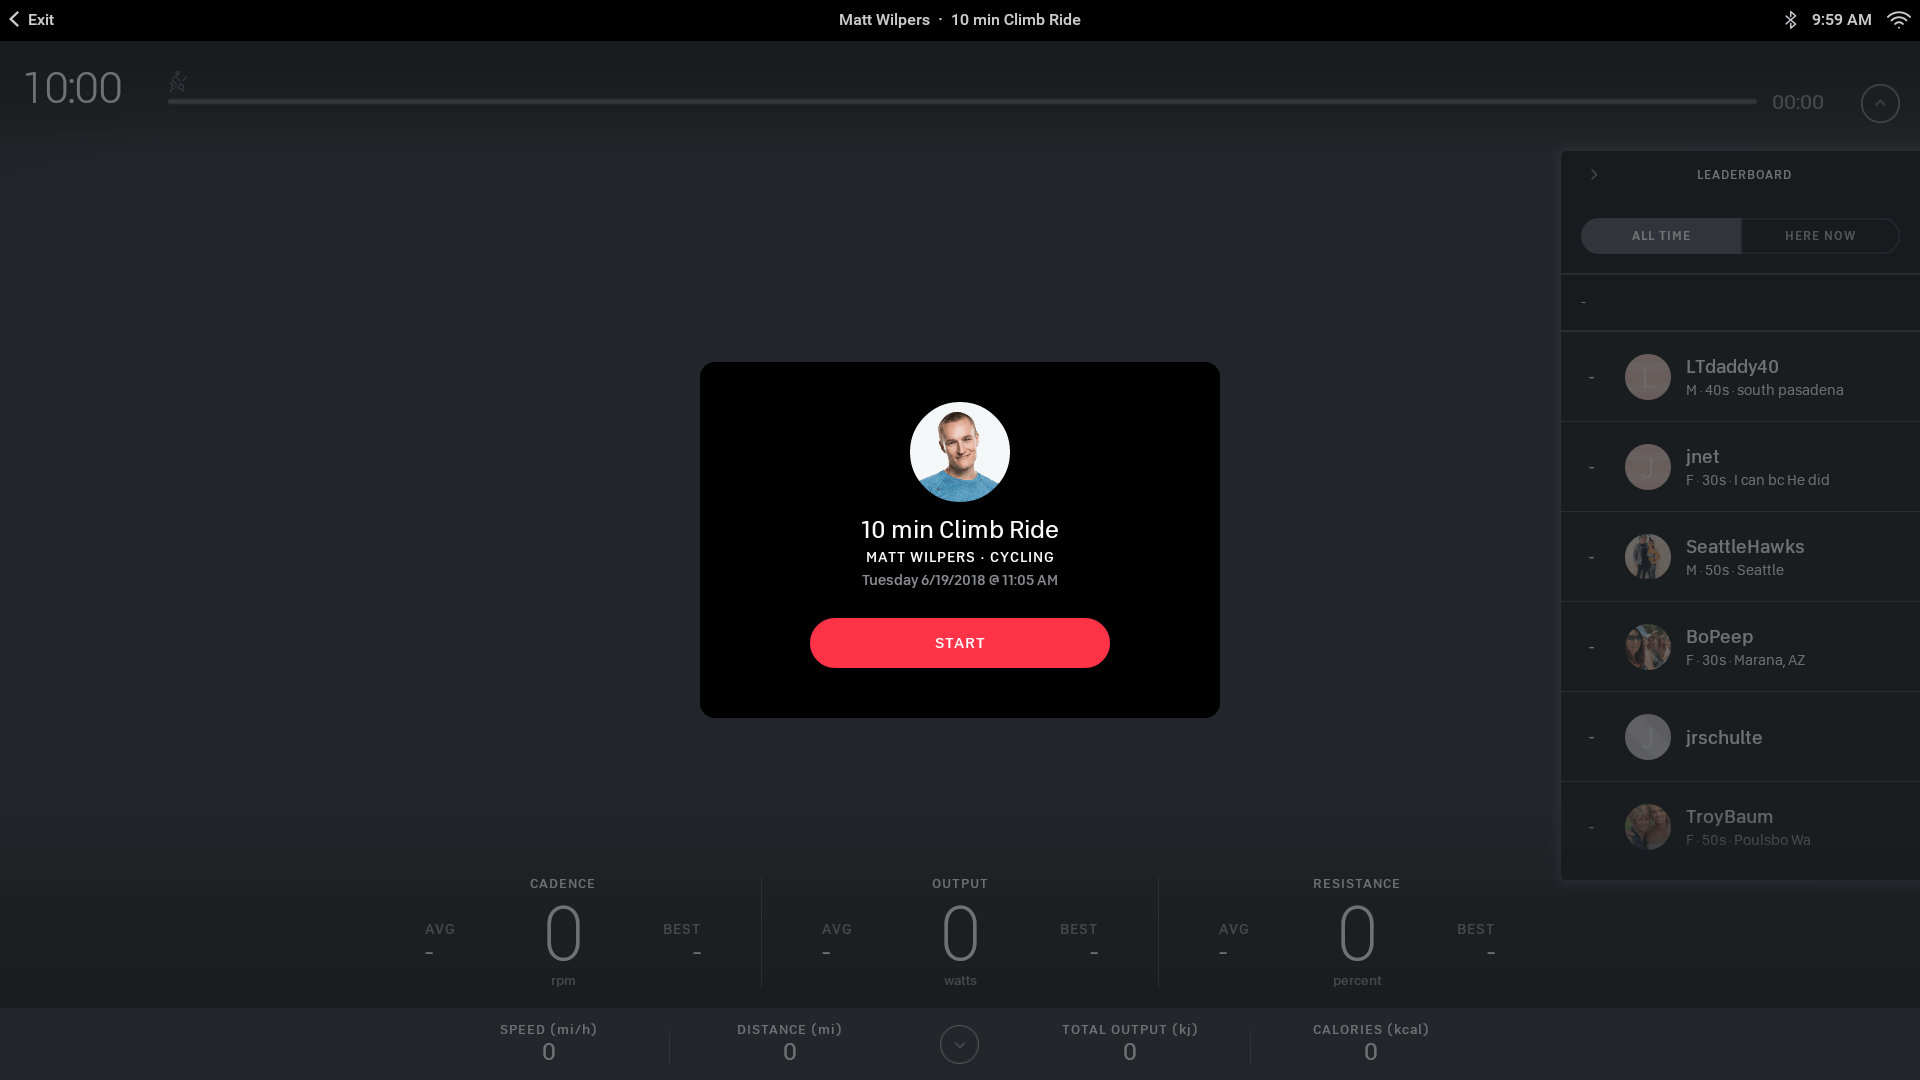 Exit
Matt Wilpers · 10 min Climb Ride
9:59 AM
10:00
00:00
LEADERBOARD
ALL TIME
HERE NOW
-
- L LTdaddy40
M · 40s · south pasadena
- J jnet
F · 30s · I can bc He did
- SeattleHawks
M · 50s · Seattle
- BoPeep
F · 30s · Marana, AZ
- J jrschulte
- TroyBaum
F · 50s · Poulsbo Wa
10 min Climb Ride
MATT WILPERS · CYCLING
Tuesday 6/19/2018 @ 11:05 AM
START
CADENCE
AVG
-
0
rpm
BEST
-
OUTPUT
AVG
-
0
watts
BEST
-
RESISTANCE
AVG
-
0
percent
BEST
-
SPEED (mi/h)
0
DISTANCE (mi)
0
TOTAL OUTPUT (kj)
0
CALORIES (kcal)
0